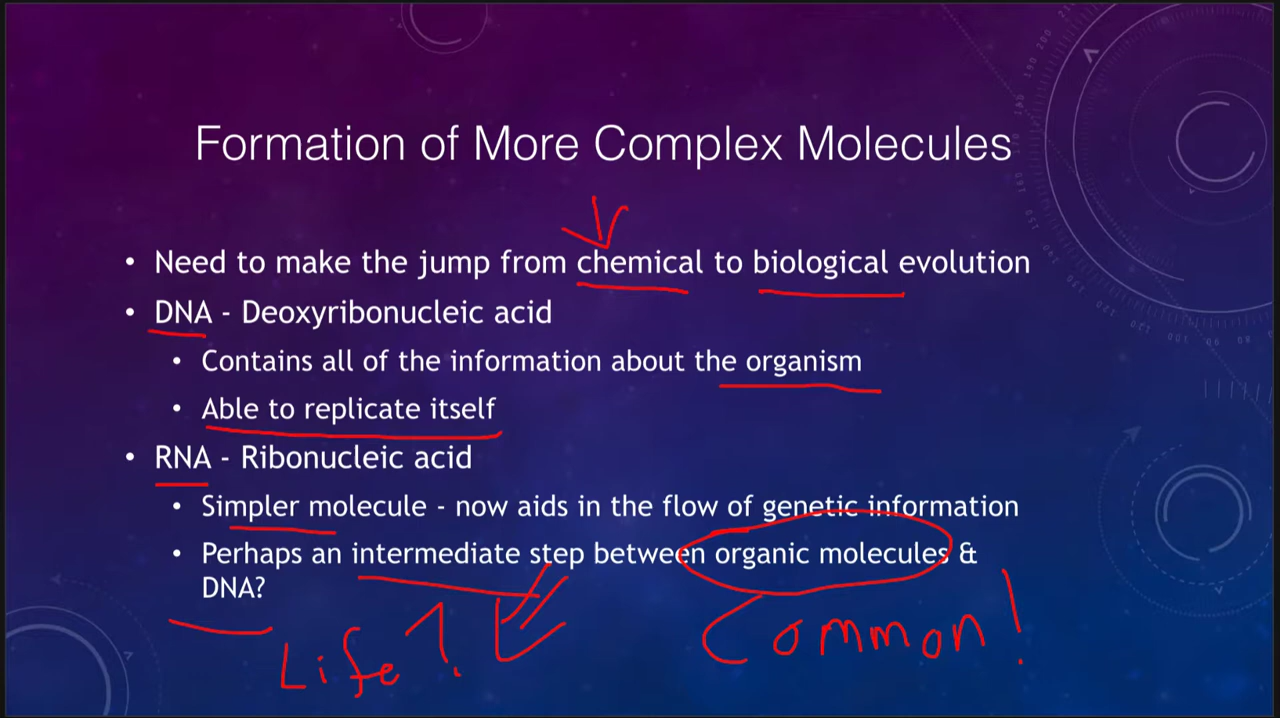 Formation of More Complex Molecules
• Need to make the jump from chemical to biological evolution
• DNA - Deoxyribonucleic acid
• Contains all of the information about the organism
• Able to replicate itself
• RNA - Ribonucleic acid
• Simpler molecule - now aids in the flow of genetic information
• Perhaps an intermediate step between organic molecules &
DNA?
Life?
Common!